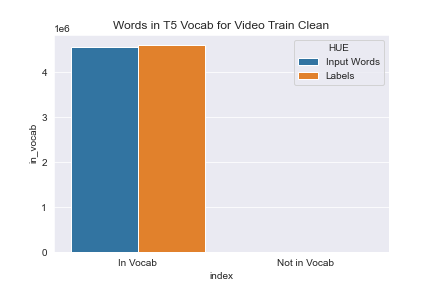 Words in T5 Vocab for Video Train Clean
1e6
HUE
Input Words
Labels
4
3
2
1
0
in_vocab
In Vocab
Not in Vocab
index